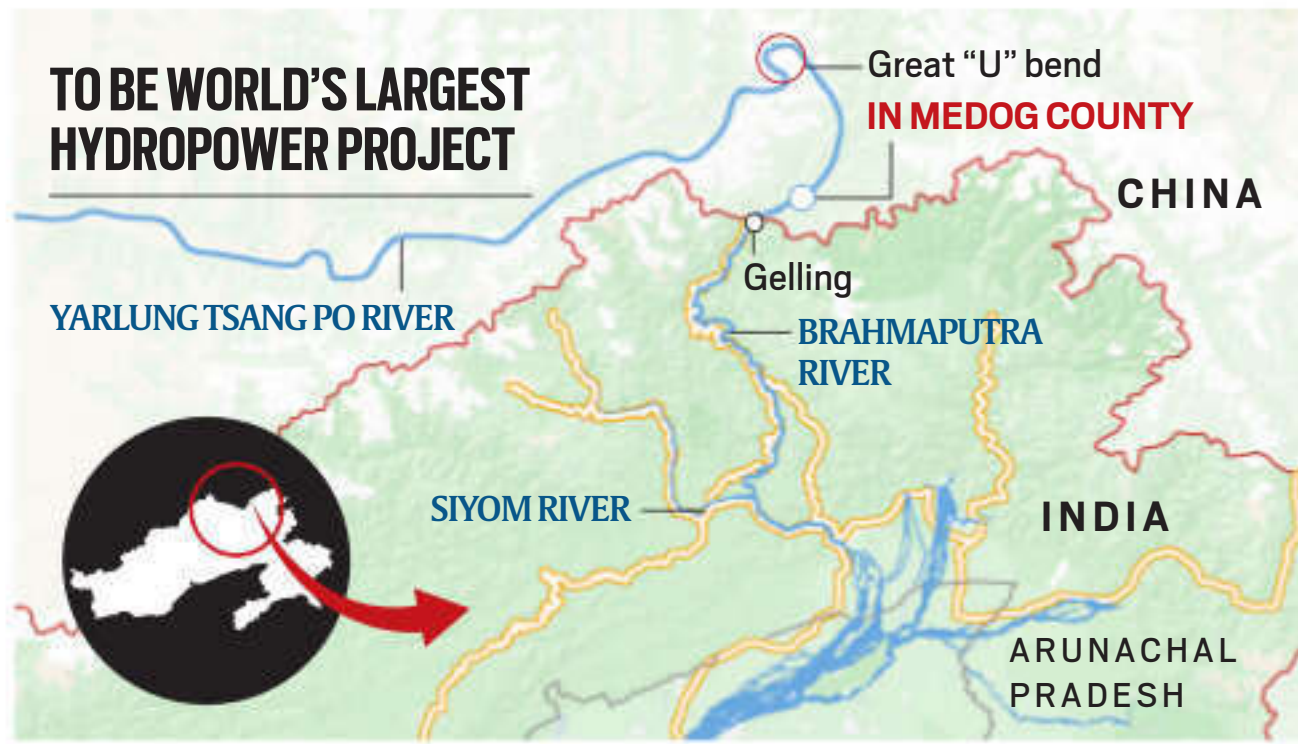 TO BE WORLD'S LARGEST
HYDROPOWER PROJECT
Great “U” bend
IN MEDOG COUNTY
CHINA
Gelling
YARLUNG TSANG PO RIVER
BRAHMAPUTRA
RIVER
SIYOM RIVER
INDIA
ARUNACHAL
PRADESH